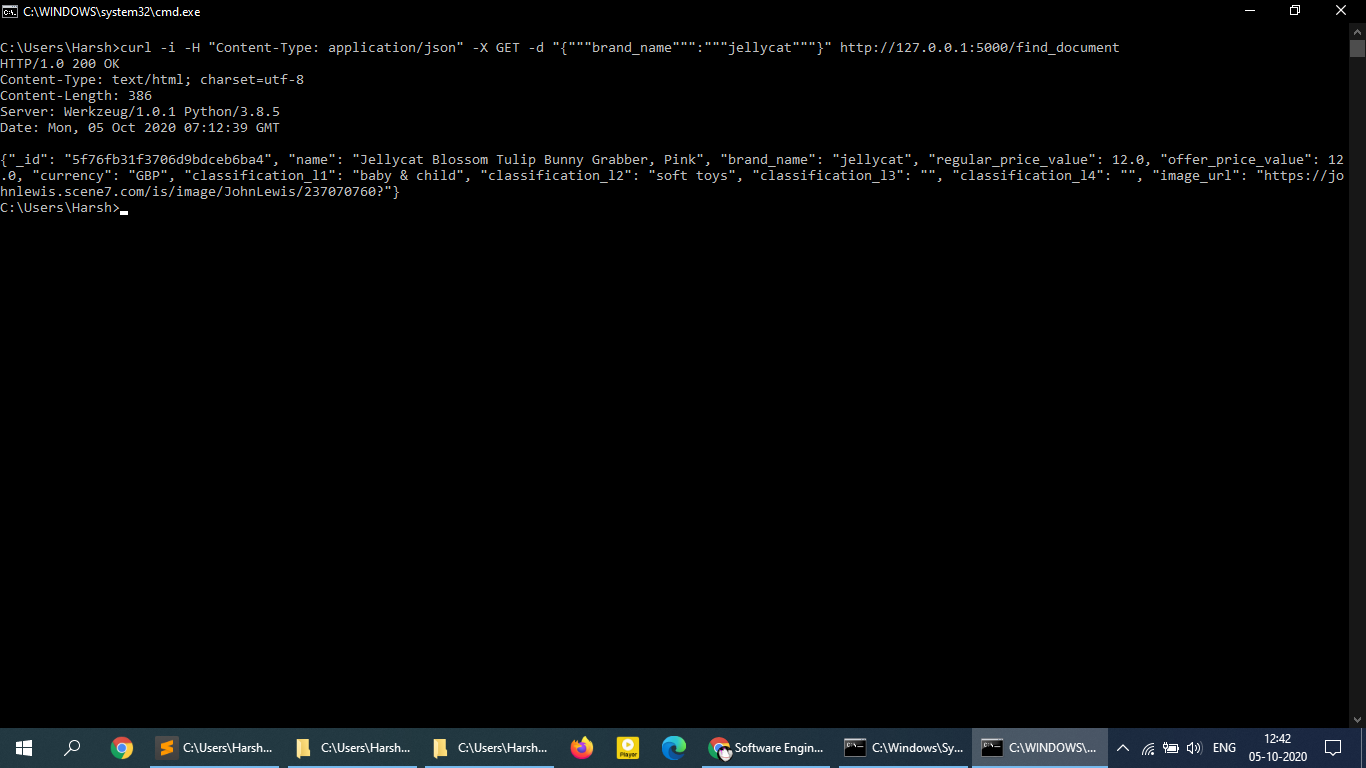 C:\WINDOWS\system32\cmd.exe
C:\Users\Harsh>curl -i -H "Content-Type: application/json" -X GET -d "{"""brand_name""":"""jellycat"""}" http://127.0.0.1:5000/find_document
HTTP/1.0 200 OK
Content-Type: text/html; charset=utf-8
Content-Length: 386
Server: Werkzeug/1.0.1 Python/3.8.5
Date: Mon, 05 Oct 2020 07:12:39 GMT
{"_id": "5f76fb31f3706d9bdceb6ba4", "name": "Jellycat Blossom Tulip Bunny Grabber, Pink", "brand_name": "jellycat", "regular_price_value": 12.0, "offer_price_value": 12
.0, "currency": "GBP", "classification_l1": "baby & child", "classification_l2": "soft toys", "classification_l3": "", "classification_l4": "", "image_url": "https://jo
hnlewis.scene7.com/is/image/JohnLewis/237070760?"}
C:\Users\Harsh>
C:\Users\Harsh... C:\Users\Harsh... C:\Users\Harsh... Player Software Engin... C:\Windows\Sy... C:\WINDOWS\... ENG 12:42
05-10-2020